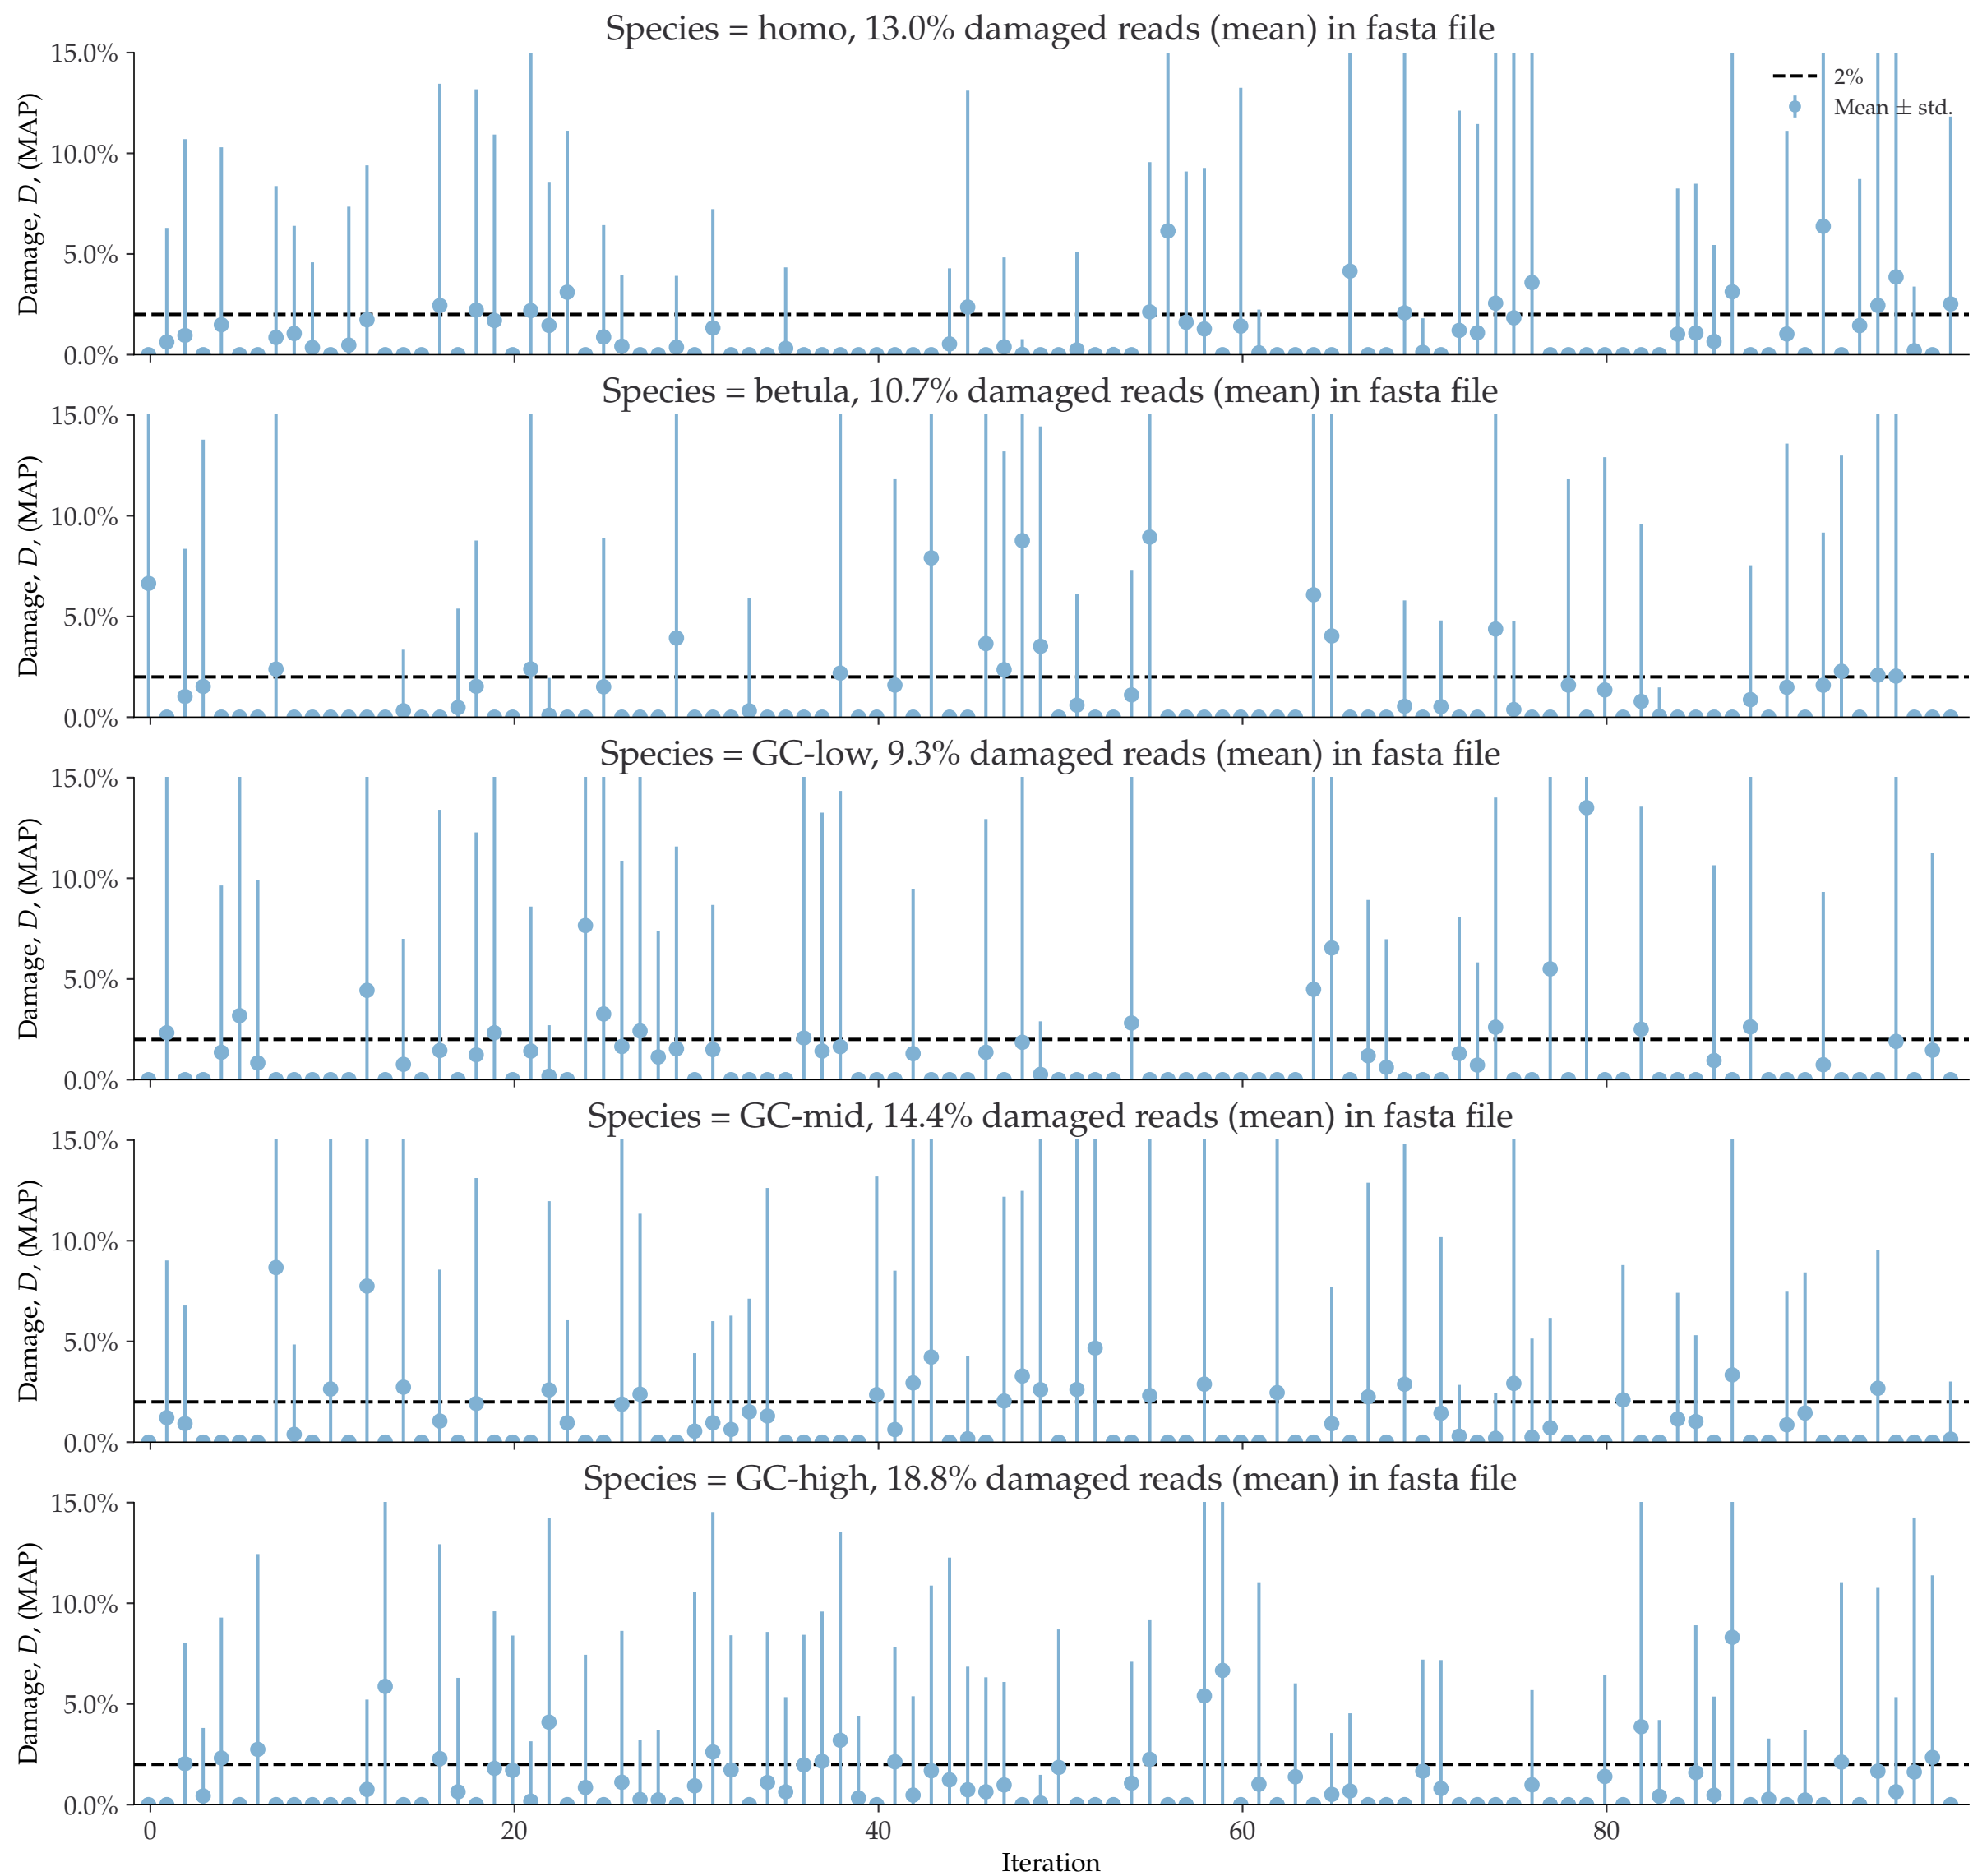 Species = homo, 13.0% damaged reads (mean) in fasta file
15.0%
10.0%
5.0%
0.0%
Damage, D, (MAP)
2%
Mean ± std.
Species = betula, 10.7% damaged reads (mean) in fasta file
15.0%
10.0%
5.0%
0.0%
Damage, D, (MAP)
Species = GC-low, 9.3% damaged reads (mean) in fasta file
15.0%
10.0%
5.0%
0.0%
Damage, D, (MAP)
Species = GC-mid, 14.4% damaged reads (mean) in fasta file
15.0%
10.0%
5.0%
0.0%
Damage, D, (MAP)
Species = GC-high, 18.8% damaged reads (mean) in fasta file
15.0%
10.0%
5.0%
0.0%
Damage, D, (MAP)
0 20 40 60 80
Iteration